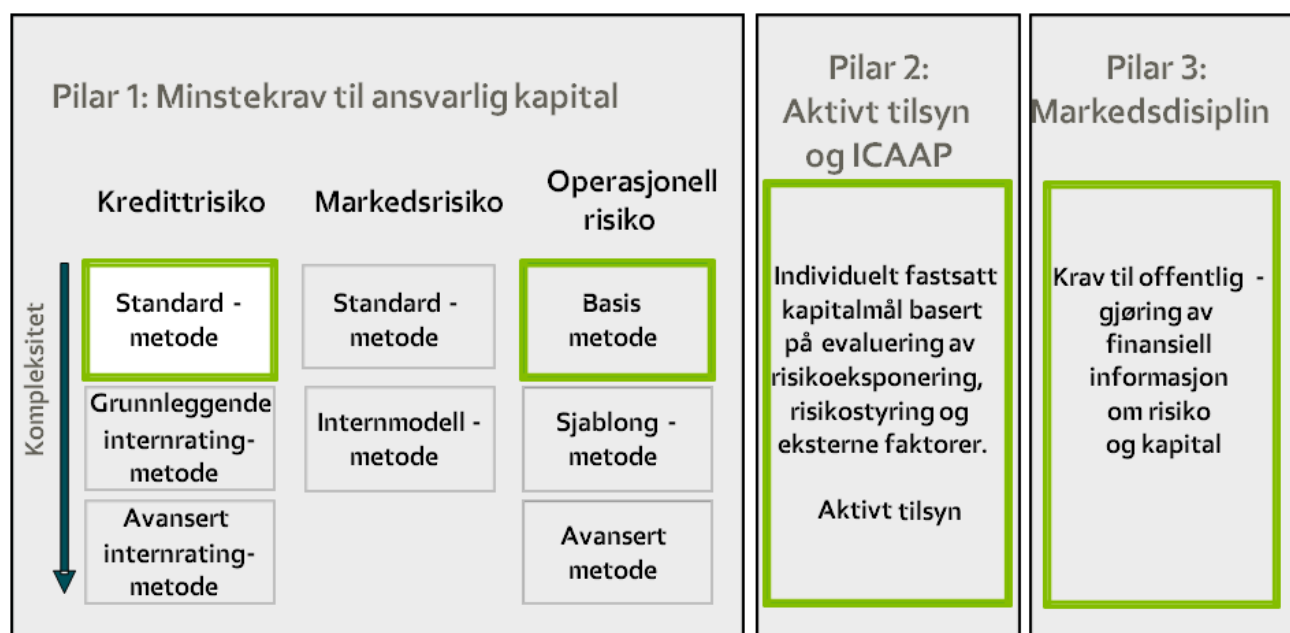 Pilar 1: Minstekrav til ansvarlig kapital
Kompleksitet
Kredittrisiko
Standard -
metode
Grunnleggende
internrating-
metode
Avansert
internrating-
metode
Markedsrisiko
Standard -
metode
Internmodell -
metode
Operasjonell
risiko
Basis
metode
Sjablong -
metode
Avansert
metode
Pilar 2:
Aktivt tilsyn
og ICAAP
Individuelt fastsatt
kapitalmål basert
på evaluering av
risikoeksponering,
risikostyring og
eksterne faktorer.
Aktivt tilsyn
Pilar 3:
Markedsdisiplin
Krav til offentlig -
gjøring av
finansiell
informasjon
om risiko
og kapital